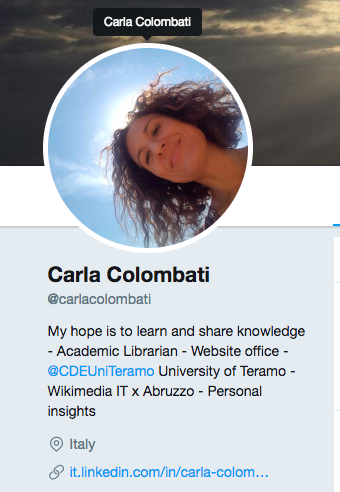 Carla Colombati
Carla Colombati
@carlacolombati
My hope is to learn and share knowledge
- Academic Librarian - Website office -
@CDEUniTeramo University of Teramo -
Wikimedia IT x Abruzzo - Personal
insights
Italy
it.linkedin.com/in/carla-colom…